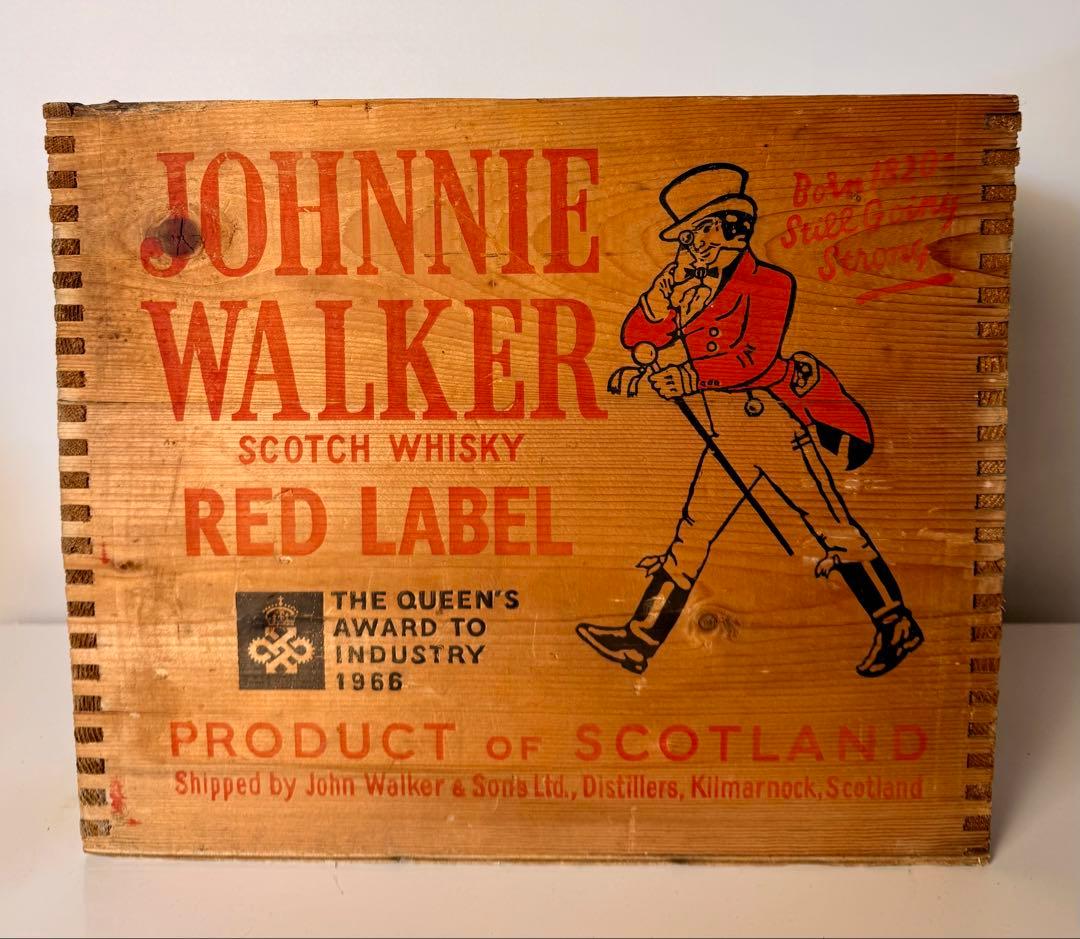 JOHNNIE
WALKER
SCOTCH WHISKY
RED LABEL
Born 1820-
Still Going
Strong
THE QUEEN'S
AWARD TO
INDUSTRY
1966
PRODUCT OF SCOTLAND
Shipped by John Walker & Sons Ltd., Distillers, Kilmarnock, Scotland